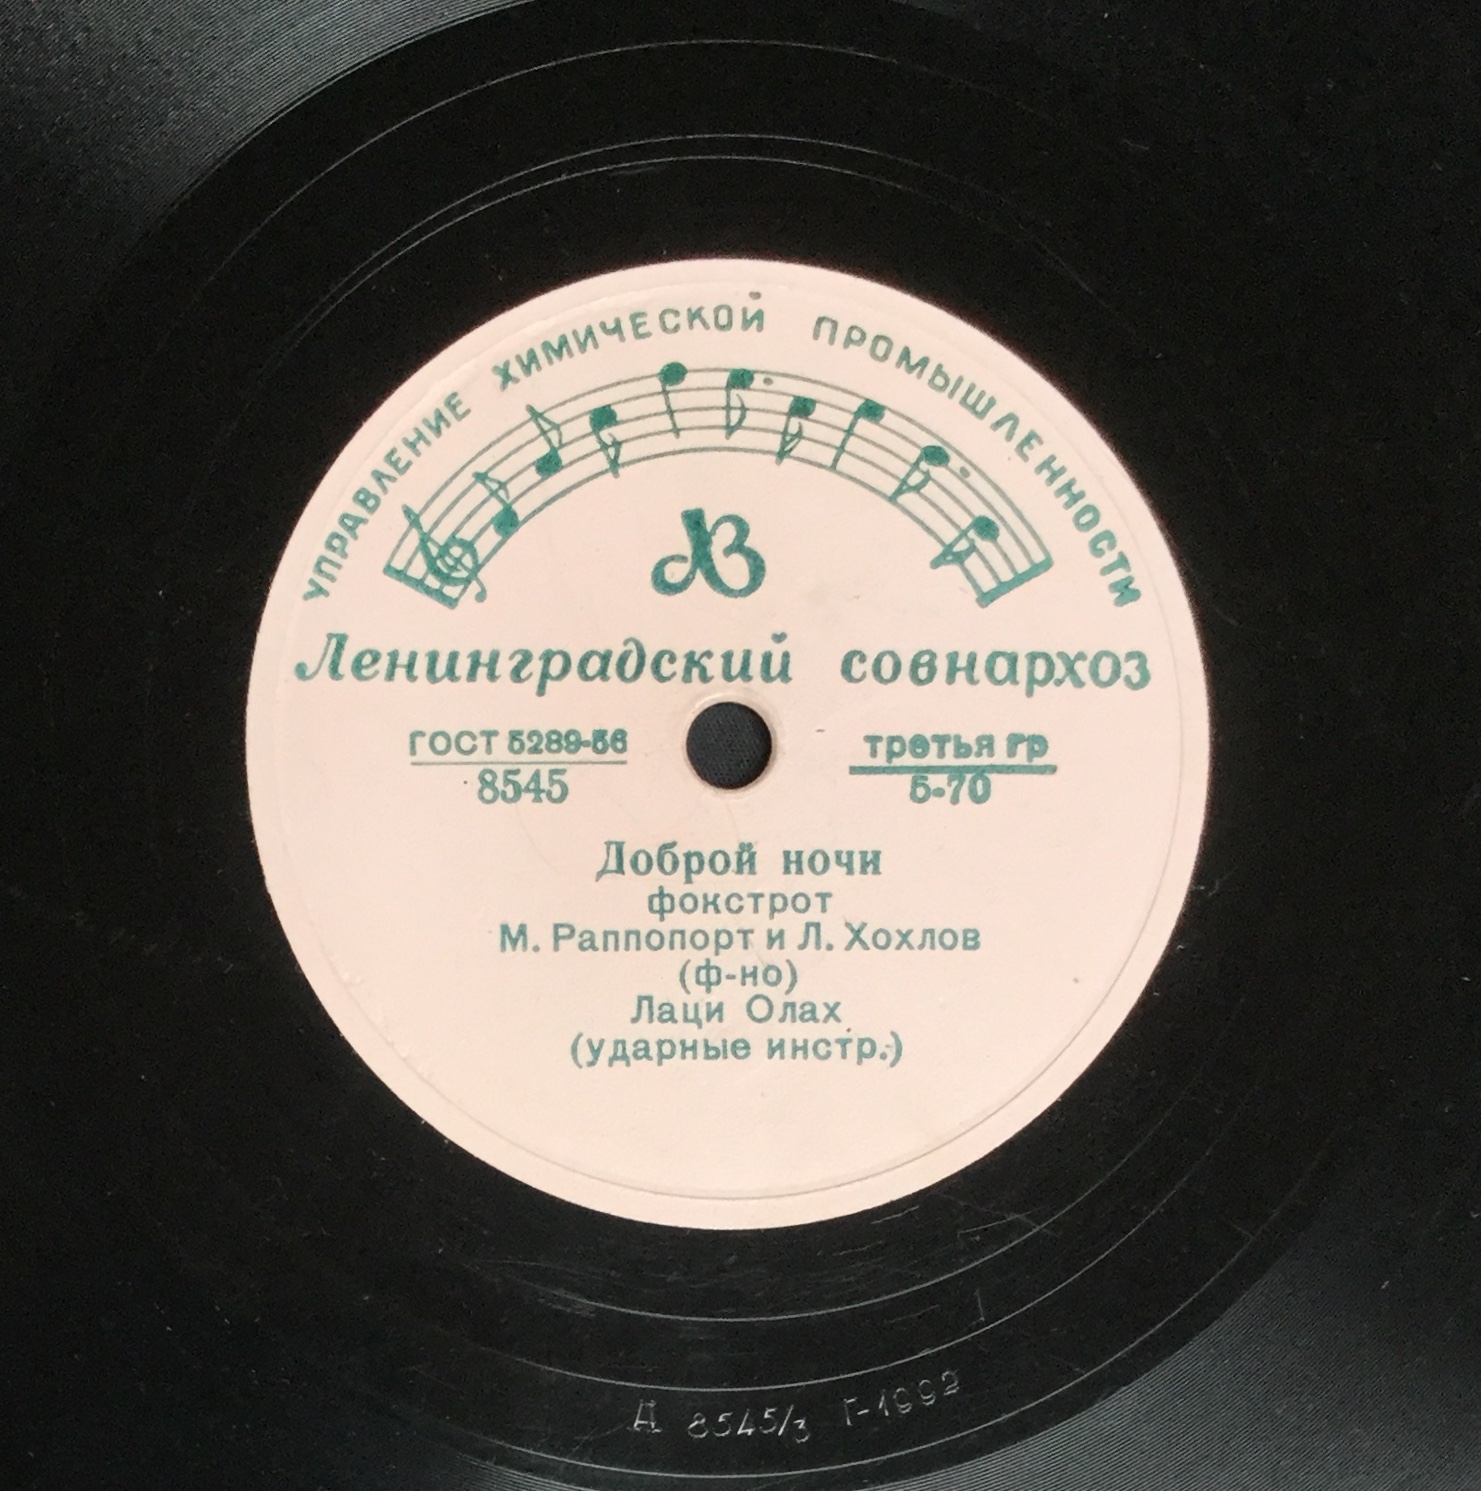 УПРАВЛЕНИЕ ХИМИЧЕСКОЙ ПРОМЫШЛЕННОСТИ
Ленинградский совнархоз
ГОСТ 5289-56
8545
третья гр
5-70
Доброй ночи
фокстрот
М. Раппопорт и Л. Хохлов
(ф-но)
Лаци Олах
(ударные инстр.)
8545/3 Г-1992